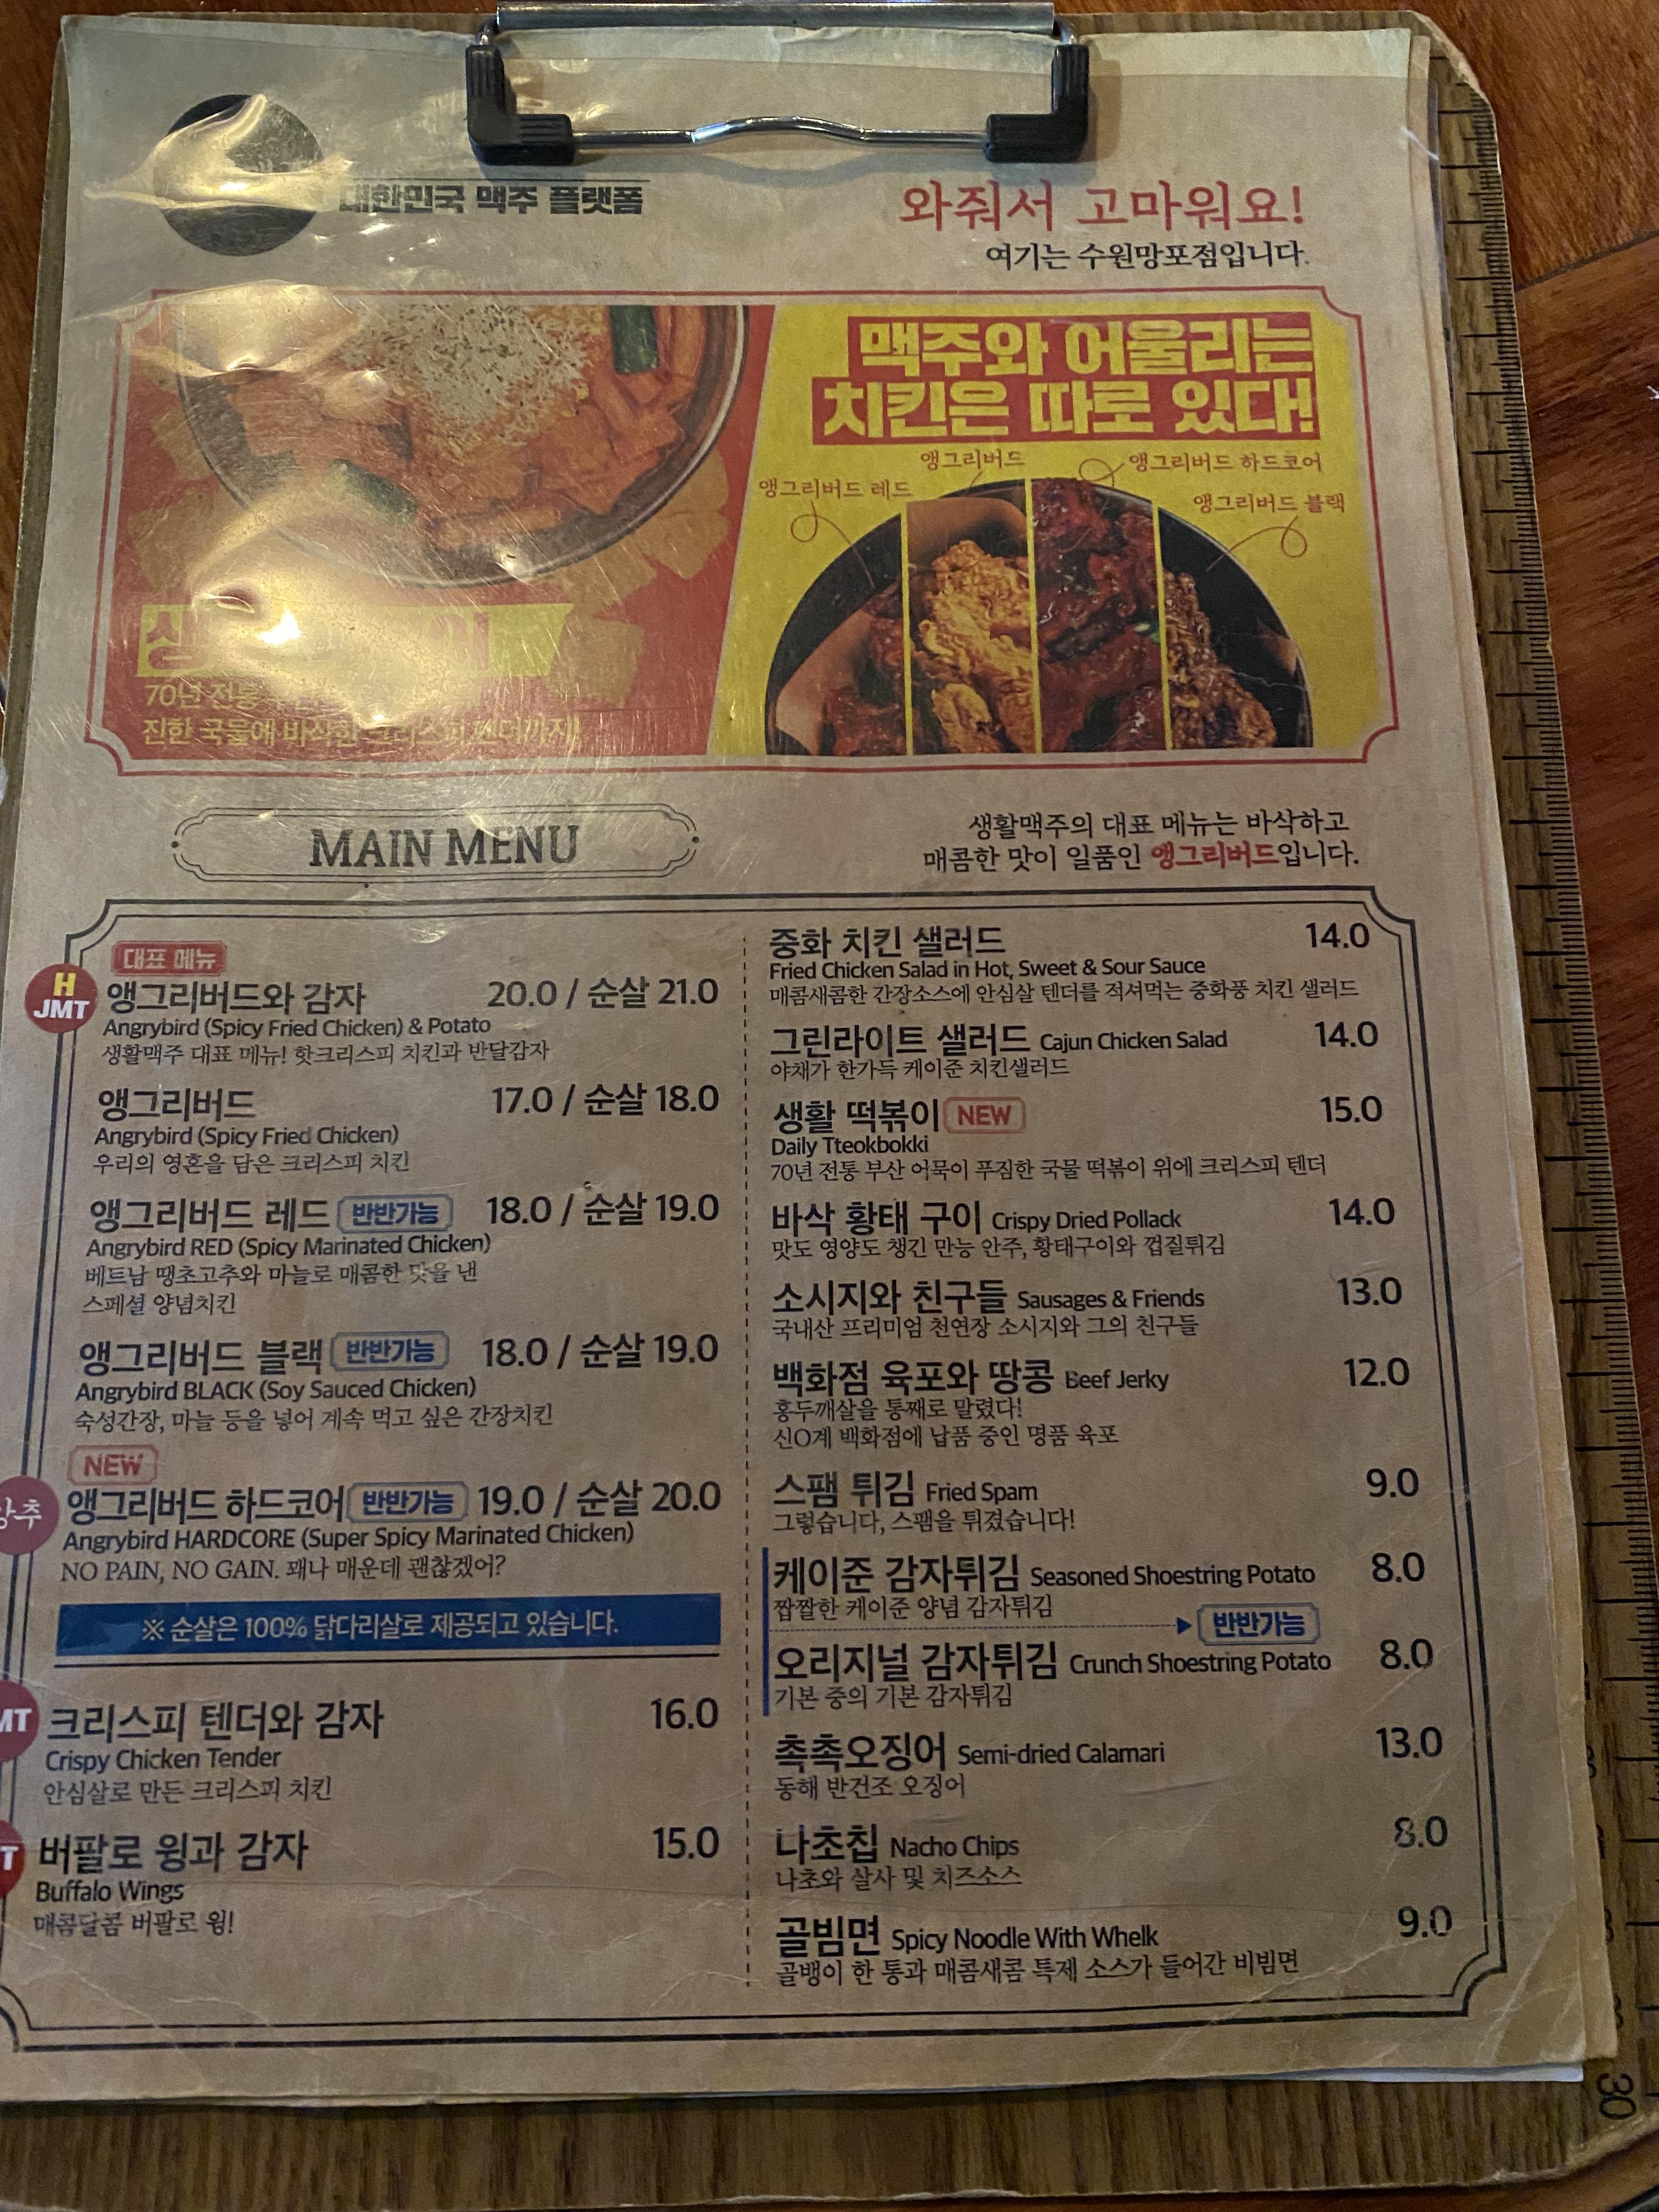 대한민국 맥주 플랫폼
와줘서 고마워요!
여기는 수원망포점입니다.
맥주와 어울리는
치킨은 따로 있다!
앵그리버드 레드
앵그리버드
앵그리버드 하드코어
앵그리버드 블랙
70년 전통
진한 국물에 바삭한 크리스피 텐더까지!
MAIN MENU
생활맥주의 대표 메뉴는 바삭하고
매콤한 맛이 일품인 앵그리버드입니다.
대표 메뉴
H
JMT
앵그리버드와 감자 20.0 / 순살 21.0
Angrybird (Spicy Fried Chicken) & Potato
생활맥주 대표 메뉴! 핫크리스피 치킨과 반달감자
앵그리버드 17.0 / 순살 18.0
Angrybird (Spicy Fried Chicken)
우리의 영혼을 담은 크리스피 치킨
앵그리버드 레드 반반가능 18.0 / 순살 19.0
Angrybird RED (Spicy Marinated Chicken)
베트남 땡초고추와 마늘로 매콤한 맛을 낸
스페셜 양념치킨
앵그리버드 블랙 반반가능 18.0 / 순살 19.0
Angrybird BLACK (Soy Sauced Chicken)
숙성간장, 마늘 등을 넣어 계속 먹고 싶은 간장치킨
NEW
앵그리버드 하드코어 반반가능 19.0 / 순살 20.0
Angrybird HARDCORE (Super Spicy Marinated Chicken)
NO PAIN, NO GAIN. 꽤나 매운데 괜찮겠어?
※ 순살은 100% 닭다리살로 제공되고 있습니다.
MT
크리스피 텐더와 감자 16.0
Crispy Chicken Tender
안심살로 만든 크리스피 치킨
T
버팔로 윙과 감자 15.0
Buffalo Wings
매콤달콤 버팔로 윙!
중화 치킨 샐러드 14.0
Fried Chicken Salad in Hot, Sweet & Sour Sauce
매콤새콤한 간장소스에 안심살 텐더를 적셔먹는 중화풍 치킨 샐러드
그린라이트 샐러드 Cajun Chicken Salad 14.0
야채가 한가득 케이준 치킨샐러드
생활 떡볶이 NEW 15.0
Daily Tteokbokki
70년 전통 부산 어묵이 푸짐한 국물 떡볶이 위에 크리스피 텐더
바삭 황태 구이 Crispy Dried Pollack 14.0
맛도 영양도 챙긴 만능 안주, 황태구이와 껍질튀김
소시지와 친구들 Sausages & Friends 13.0
국내산 프리미엄 천연장 소시지와 그의 친구들
백화점 육포와 땅콩 Beef Jerky 12.0
홍두깨살을 통째로 말렸다!
신O계 백화점에 납품 중인 명품 육포
스팸 튀김 Fried Spam 9.0
그렇습니다, 스팸을 튀겼습니다!
케이준 감자튀김 Seasoned Shoestring Potato 8.0
짭짤한 케이준 양념 감자튀김
반반가능
오리지널 감자튀김 Crunch Shoestring Potato 8.0
기본 중의 기본 감자튀김
촉촉오징어 Semi-dried Calamari 13.0
동해 반건조 오징어
나초칩 Nacho Chips 8.0
나초와 살사 및 치즈소스
골빔면 Spicy Noodle With Whelk 9.0
골뱅이 한 통과 매콤새콤 특제 소스가 들어간 비빔면
30